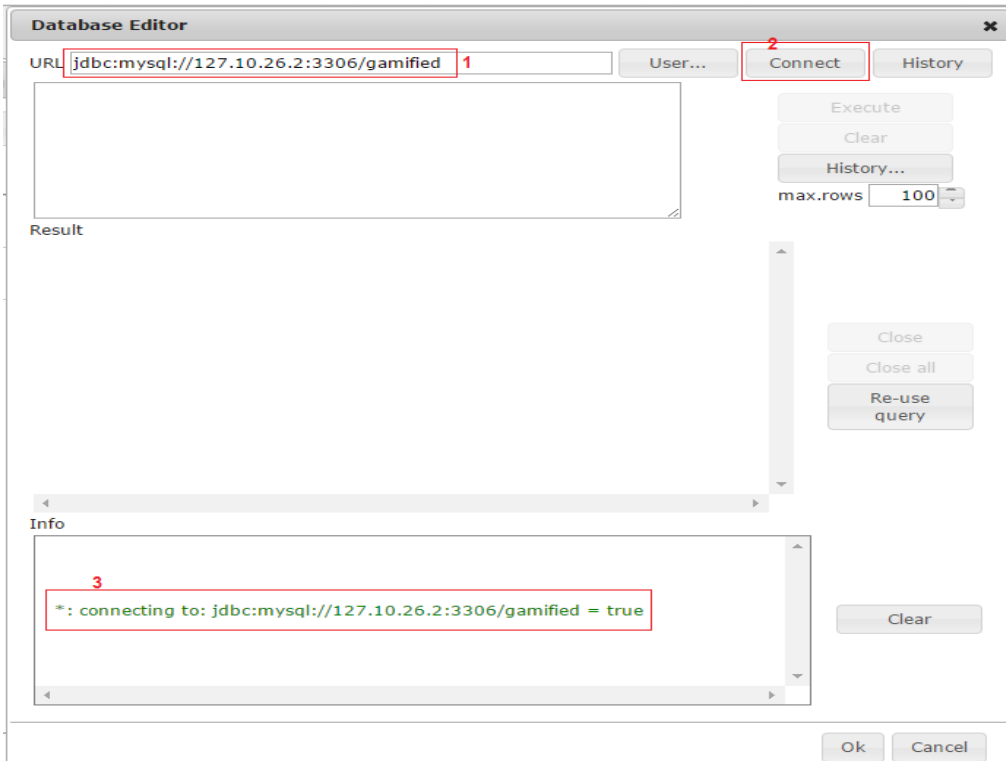 Database Editor
URL jdbc:mysql://127.10.26.2:3306/gamified 1 User... 2 Connect History
Execute
Clear
History...
max.rows 100
Result
Close
Close all
Re-use
query
Info
3
*: connecting to: jdbc:mysql://127.10.26.2:3306/gamified = true
Clear
Ok Cancel